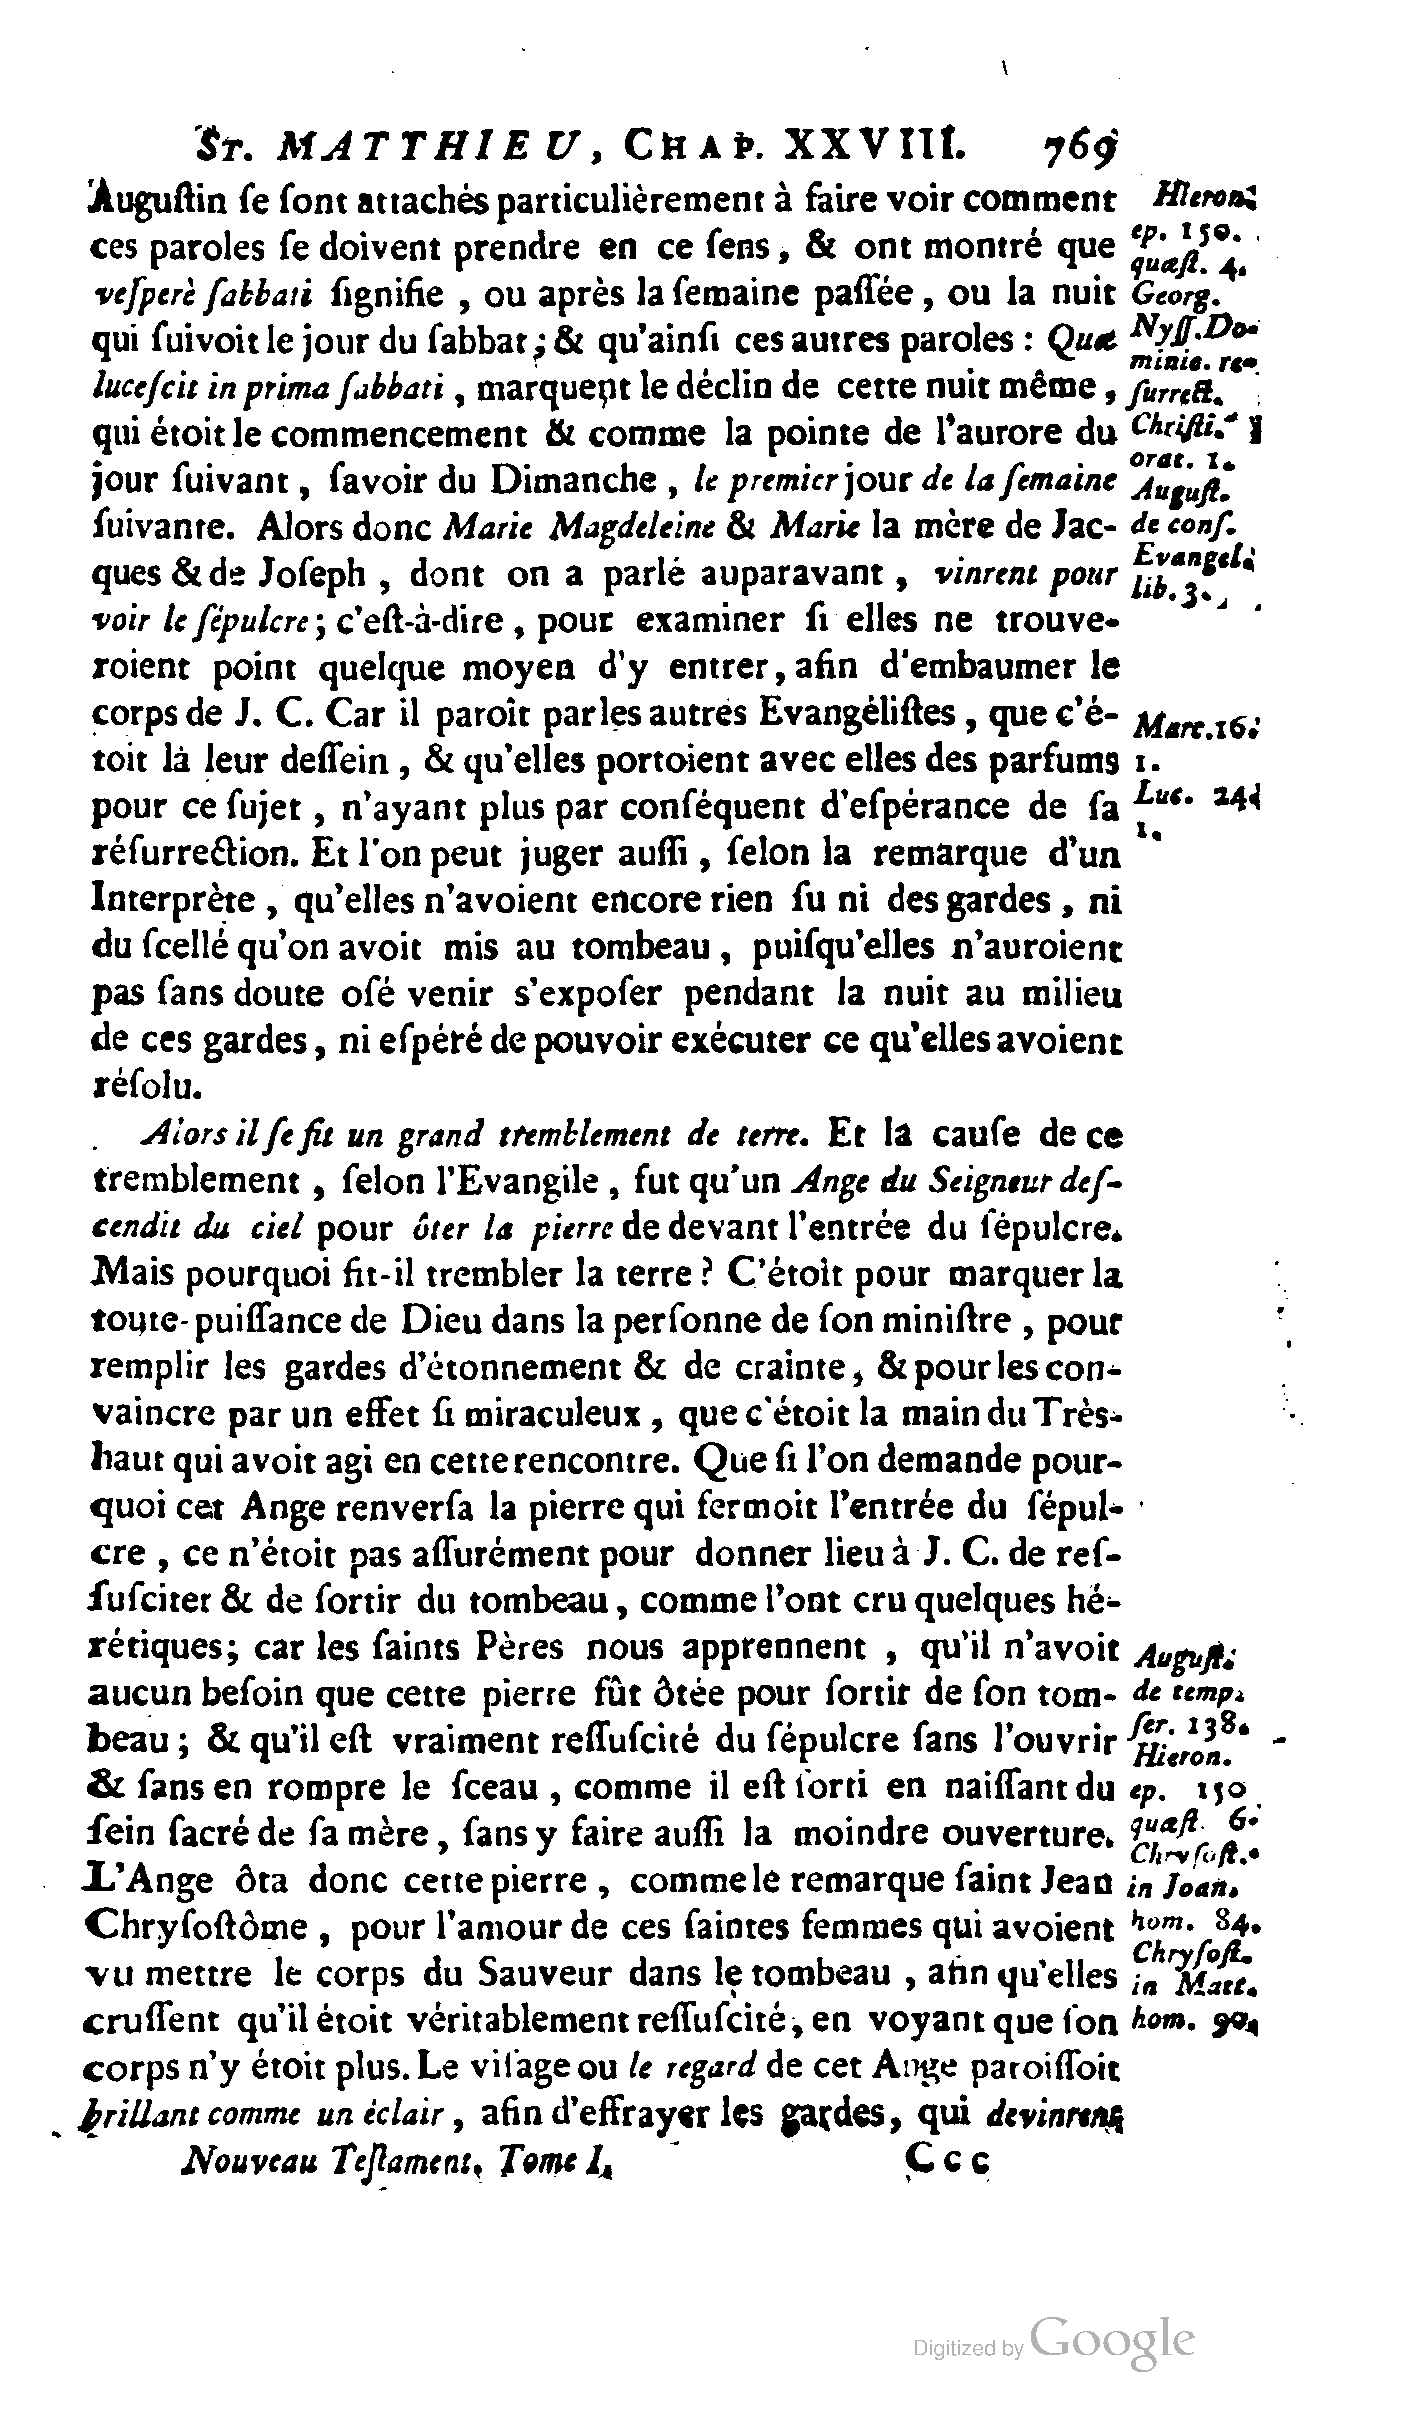 St. MATTHIEU, CHAP. XXVIII. 769
Auguſtin ſe ſont attachés particulièrement à faire voir comment
ces paroles ſe doivent prendre en ce ſens, & ont montré que
veſperè ſabbati ſignifie , ou après la ſemaine paſſée , ou la nuit
qui ſuivoit le jour du ſabbat ; & qu'ainſi ces autres paroles : Quæ
luceſcit in prima ſabbati , marquent le déclin de cette nuit même ,
qui étoit le commencement & comme la pointe de l'aurore du
jour ſuivant , ſavoir du Dimanche , le premier jour de la ſemaine
ſuivante. Alors donc Marie Magdeleine & Marie la mère de Jac-
ques & de Joſeph , dont on a parlé auparavant , vinrent pour
voir le ſépulcre ; c'eſt-à-dire , pour examiner ſi elles ne trouve-
roient point quelque moyen d'y entrer, afin d'embaumer le
corps de J. C. Car il paroît par les autres Evangéliſtes , que c'é-
toit là leur deſſein , & qu'elles portoient avec elles des parfums
pour ce ſujet , n'ayant plus par conſéquent d'eſpérance de ſa
réſurrection. Et l'on peut juger auſſi , ſelon la remarque d'un
Interprète , qu'elles n'avoient encore rien ſu ni des gardes , ni
du ſcellé qu'on avoit mis au tombeau , puiſqu'elles n'auroient
pas ſans doute oſé venir s'expoſer pendant la nuit au milieu
de ces gardes, ni eſpéré de pouvoir exécuter ce qu'elles avoient
réſolu.
Alors il ſe fit un grand tremblement de terre. Et la cauſe de ce
tremblement , ſelon l'Evangile , fut qu'un Ange du Seigneur deſ-
cendit du ciel pour ôter la pierre de devant l'entrée du ſépulcre.
Mais pourquoi fit-il trembler la terre ? C'étoit pour marquer la
toute-puiſſance de Dieu dans la perſonne de ſon miniſtre , pour
remplir les gardes d'étonnement & de crainte, & pour les con-
vaincre par un effet ſi miraculeux , que c'étoit la main du Très-
haut qui avoit agi en cette rencontre. Que ſi l'on demande pour-
quoi cet Ange renverſa la pierre qui fermoit l'entrée du ſépul-
cre , ce n'étoit pas aſſurément pour donner lieu à J. C. de reſ-
ſuſciter & de ſortir du tombeau, comme l'ont cru quelques hé-
rétiques; car les ſaints Pères nous apprennent , qu'il n'avoit
aucun beſoin que cette pierre fût ôtée pour ſortir de ſon tom-
beau ; & qu'il eſt vraiment reſſuſcité du ſépulcre ſans l'ouvrir
& ſans en rompre le ſceau , comme il eſt ſorti en naiſſant du
ſein ſacré de ſa mère, ſans y faire auſſi la moindre ouverture.
L'Ange ôta donc cette pierre , comme le remarque ſaint Jean
Chryſoſtôme , pour l'amour de ces ſaintes femmes qui avoient
vu mettre le corps du Sauveur dans le tombeau , afin qu'elles
cruſſent qu'il étoit véritablement reſſuſcité, en voyant que ſon
corps n'y étoit plus. Le viſage ou le regard de cet Ange paroiſſoit
brillant comme un éclair , afin d'effrayer les gardes, qui devinrent
Nouveau Teſtament. Tome I. Ccc
Hieron.
ep. 150.
quæſt. 4.
Georg.
Nyſſ. Do-
minic. re-
ſurrect.
Chriſti.
orat. 1.
Auguſt.
de conſ.
Evangel.
lib. 3.
Marc. 16.
1.
Luc. 24.
1.
Auguſt.
de temp.
ſer. 138.
Hieron.
ep. 150
quæſt. 6.
Chryſoſt.
in Joan.
hom. 84.
Chryſoſt.
in Matt.
hom. 90.
Digitized by Google